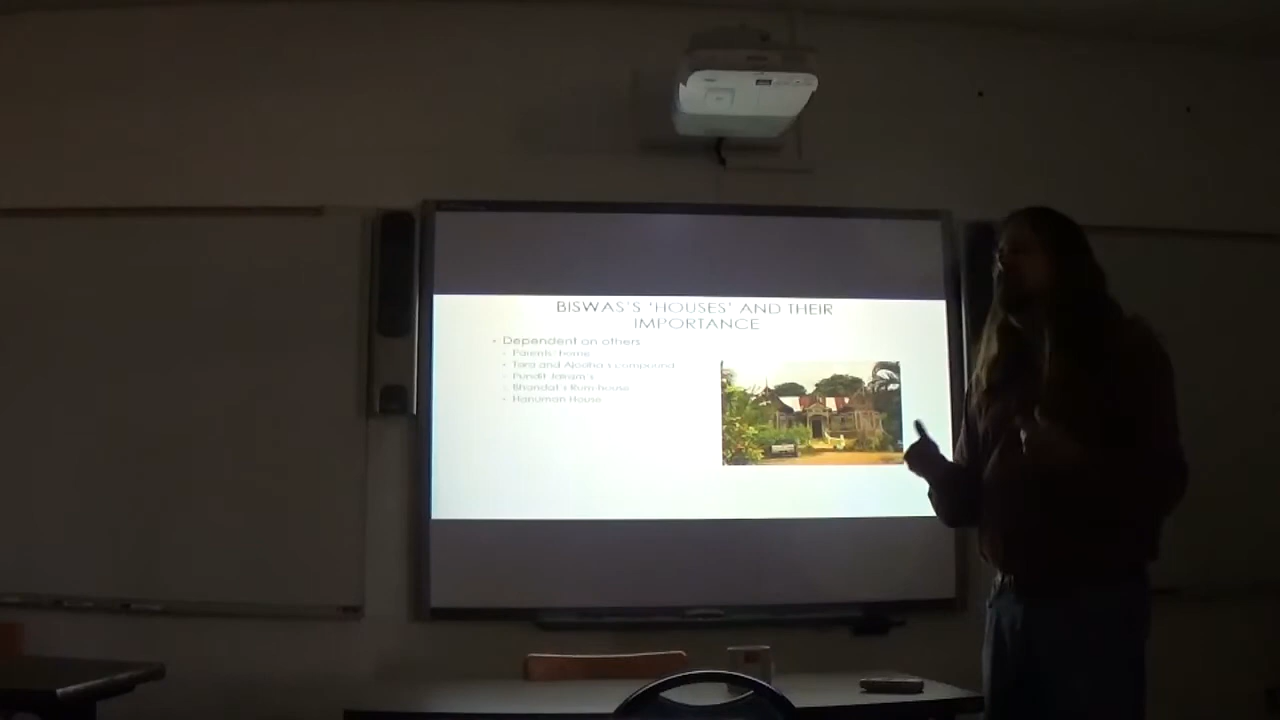 BISWAS'S 'HOUSES' AND THEIR
IMPORTANCE
Dependent on others
Parents' home
Tara and Ajodha's compound
Pundit Jairam's
Bhandat's Rum house
Hanuman House